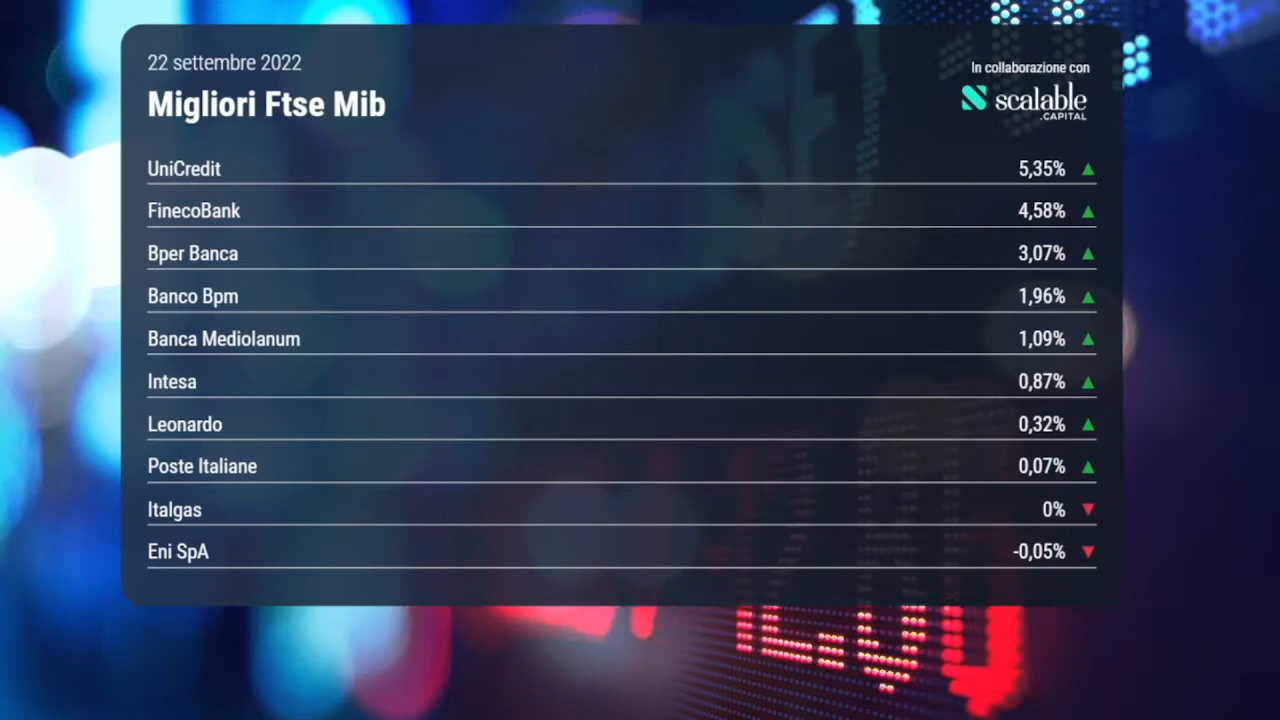 22 settembre 2022
Migliori Ftse Mib
In collaborazione con
scalable
.CAPITAL
UniCredit 5,35% ▲
FinecoBank 4,58% ▲
Bper Banca 3,07% ▲
Banco Bpm 1,96% ▲
Banca Mediolanum 1,09% ▲
Intesa 0,87% ▲
Leonardo 0,32% ▲
Poste Italiane 0,07% ▲
Italgas 0% ▼
Eni SpA -0,05% ▼